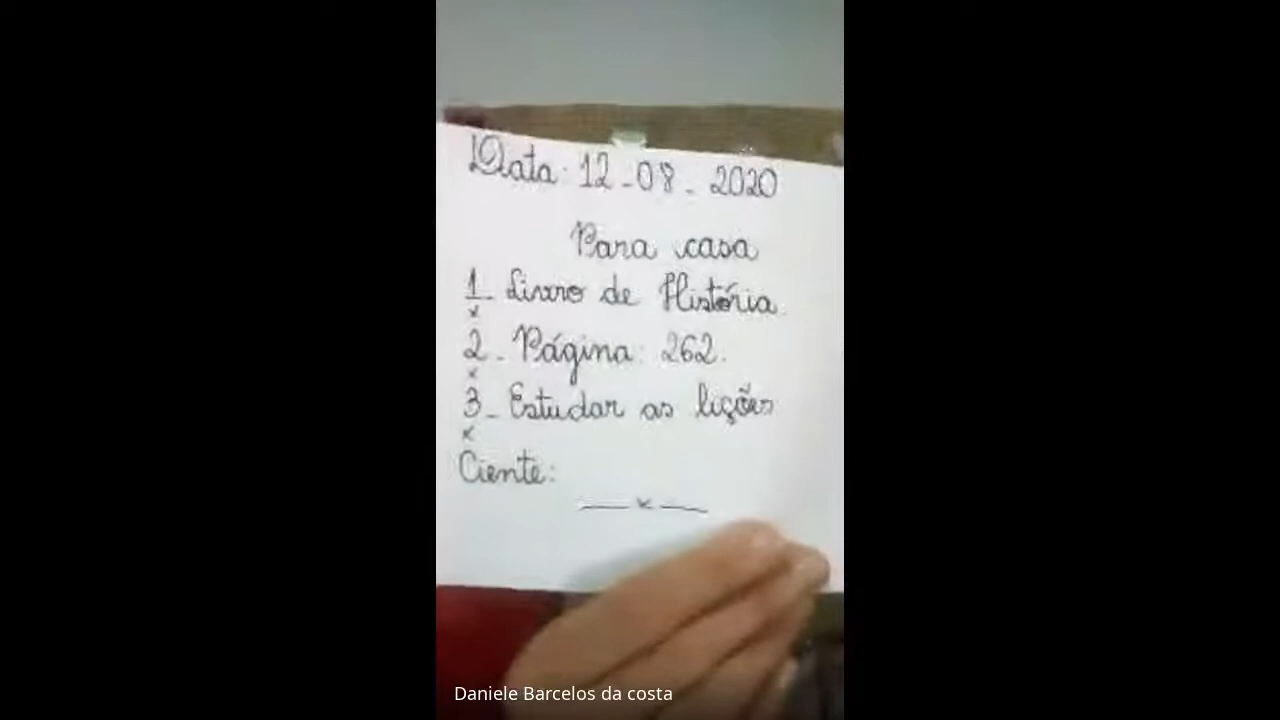 Data: 12-08-2020
Para casa
1- Livro de História.
x
2- Página: 262.
x
3- Estudar as lições
x
Ciente:
—x—
Daniele Barcelos da costa